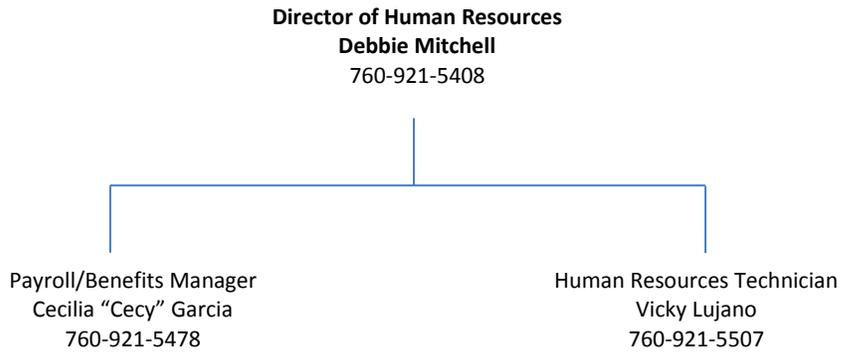 Director of Human Resources
Debbie Mitchell
760-921-5408
Payroll/Benefits Manager
Cecilia “Cecy” Garcia
760-921-5478
Human Resources Technician
Vicky Lujano
760-921-5507